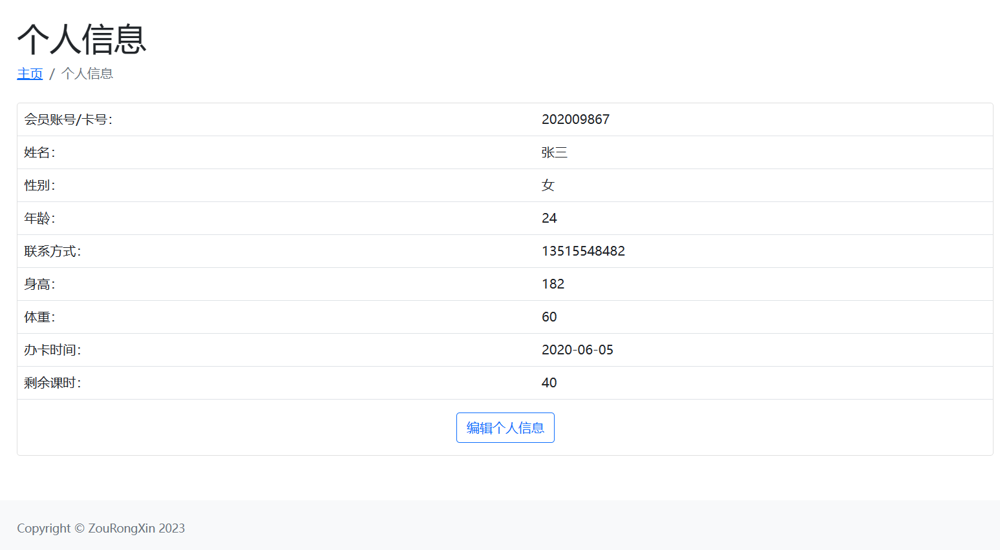 个人信息
主页 / 个人信息
会员账号/卡号： 202009867
姓名： 张三
性别： 女
年龄： 24
联系方式： 13515548482
身高： 182
体重： 60
办卡时间： 2020-06-05
剩余课时： 40
编辑个人信息
Copyright © ZouRongXin 2023